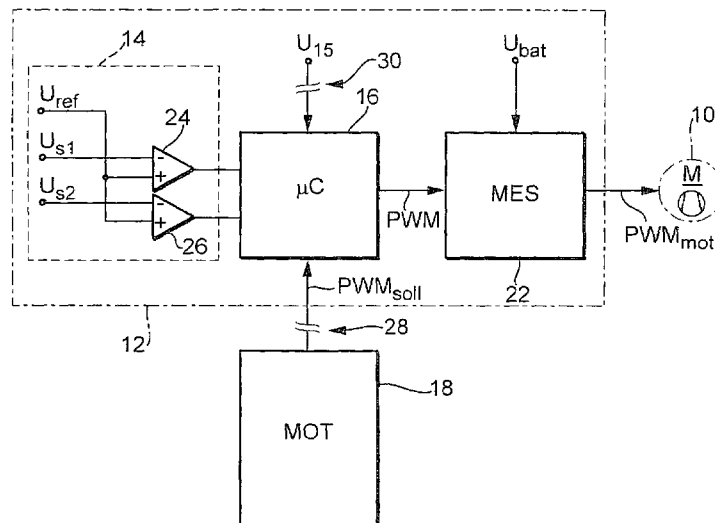 14
U15
30
Ubat
Uref
24
16
10
Us1
Us2
-
+
-
+
µC
PWM
MES
M
PWMmot
26
22
PWMsoll
12
28
18
MOT